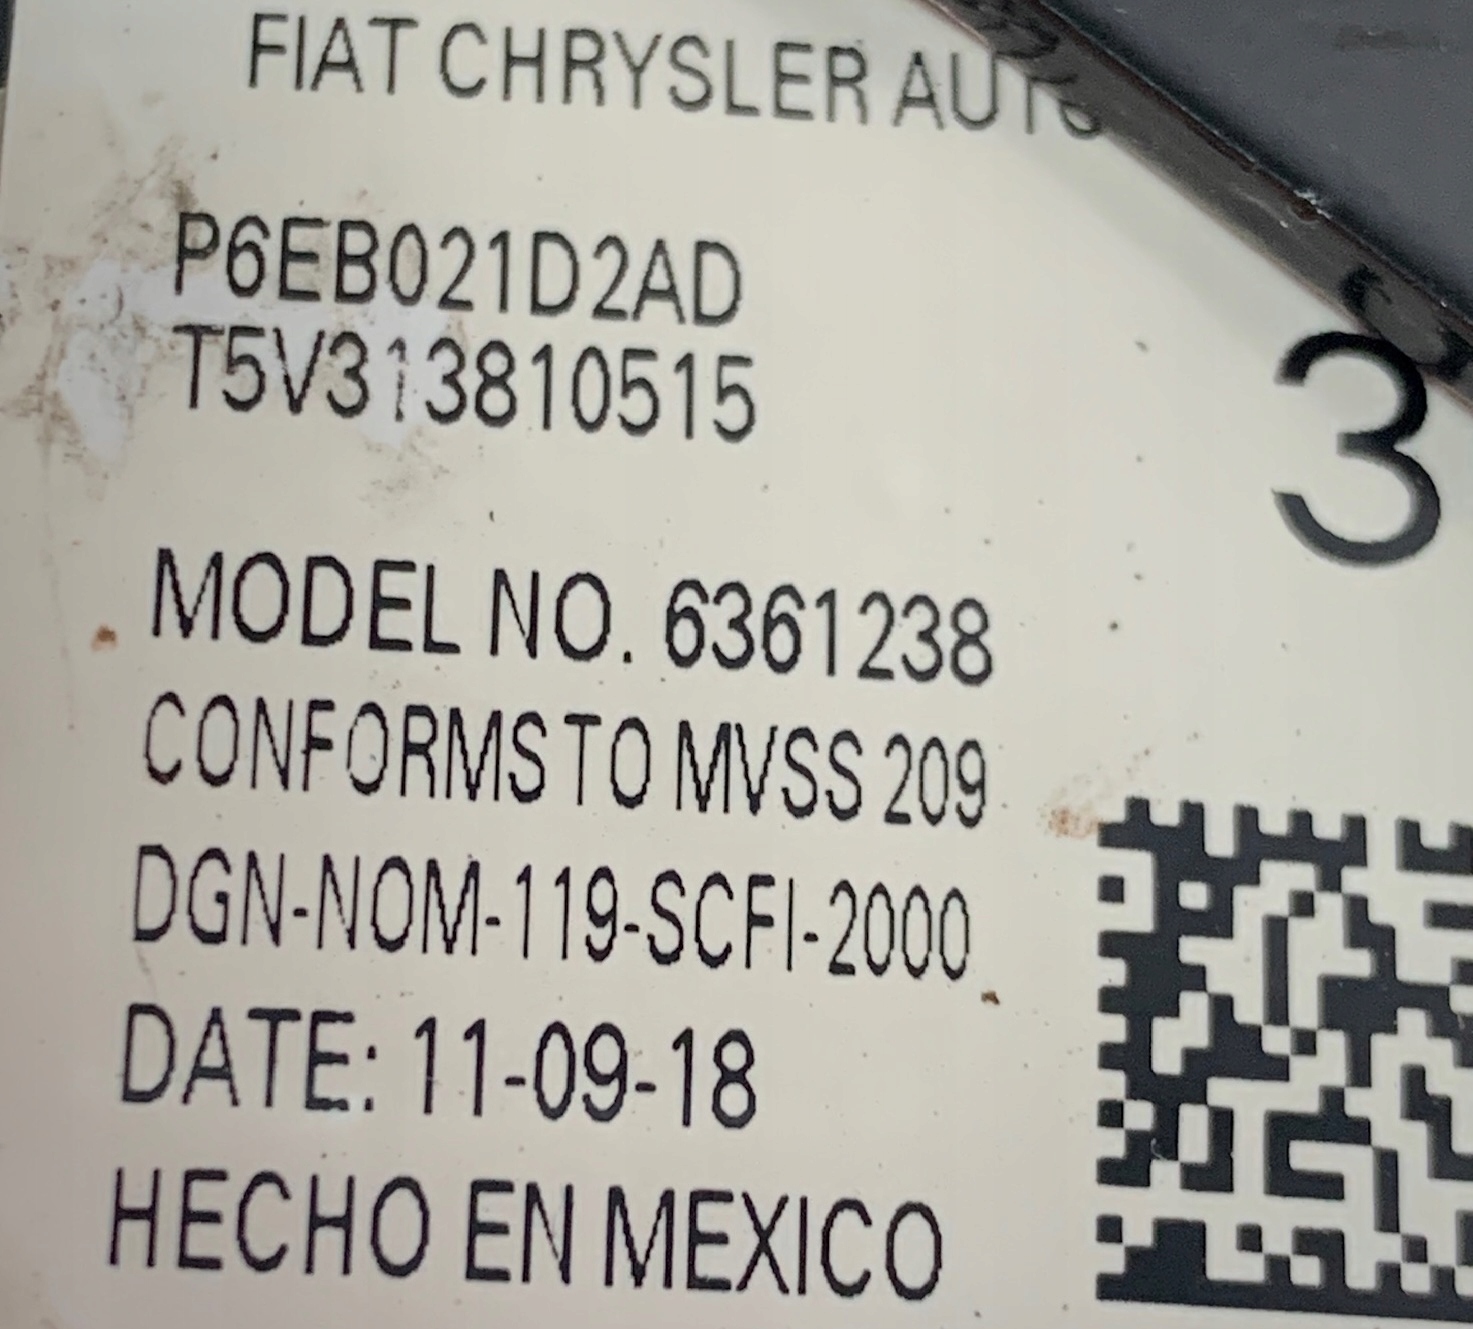 FIAT CHRYSLER AUTO
P6EB021D2AD
T5V313810515
3
MODEL NO. 6361238
CONFORMS TO MVSS 209
DGN-NOM-119-SCFI-2000
DATE: 11-09-18
HECHO EN MEXICO